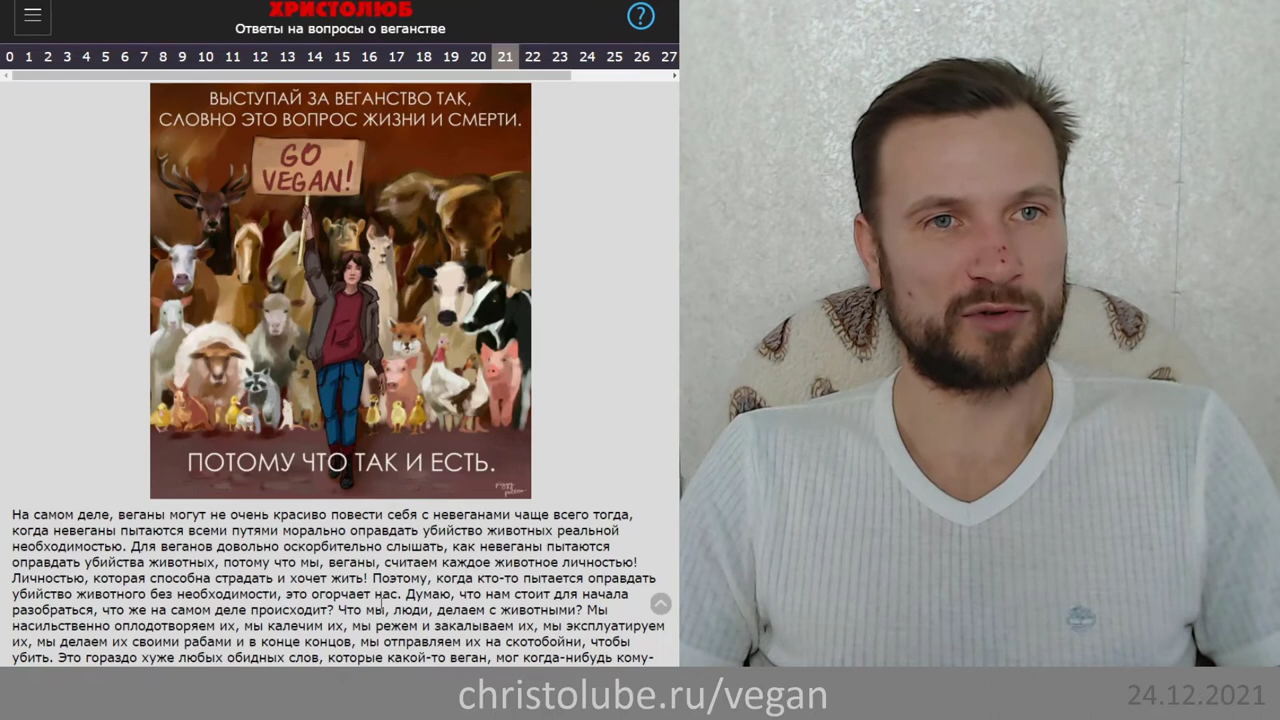 ХРИСТОЛЮБ
Ответы на вопросы о веганстве
?
0 1 2 3 4 5 6 7 8 9 10 11 12 13 14 15 16 17 18 19 20 21 22 23 24 25 26 27
ВЫСТУПАЙ ЗА ВЕГАНСТВО ТАК,
СЛОВНО ЭТО ВОПРОС ЖИЗНИ И СМЕРТИ.
GO
VEGAN!
ПОТОМУ ЧТО ТАК И ЕСТЬ.
На самом деле, веганы могут не очень красиво повести себя с невеганами чаще всего тогда,
когда невеганы пытаются всеми путями морально оправдать убийство животных реальной
необходимостью. Для веганов довольно оскорбительно слышать, как невеганы пытаются
оправдать убийства животных, потому что мы, веганы, считаем каждое животное личностью!
Личностью, которая способна страдать и хочет жить! Поэтому, когда кто-то пытается оправдать
убийство животного без необходимости, это огорчает нас. Думаю, что нам стоит для начала
разобраться, что же на самом деле происходит? Что мы, люди, делаем с животными? Мы
насильственно оплодотворяем их, мы калечим их, мы режем и закалываем их, мы эксплуатируем
их, мы делаем их своими рабами и в конце концов, мы отправляем их на скотобойни, чтобы
убить. Это гораздо хуже любых обидных слов, которые какой-то веган, мог когда-нибудь кому-
christolube.ru/vegan
24.12.2021